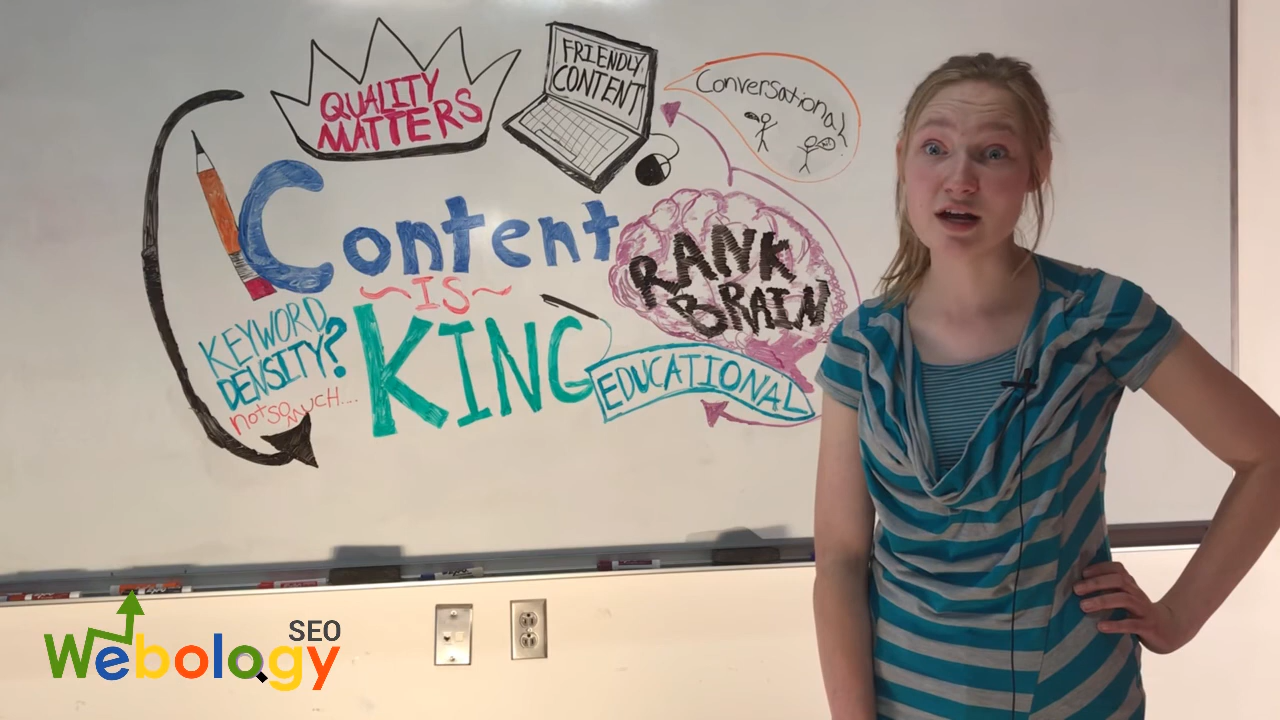 QUALITY
MATTERS
FRIENDLY
CONTENT
Conversational
Content
~IS~
KING
RANK
BRAIN
KEYWORD
DENSITY?
not so much....
EDUCATIONAL
Webology SEO